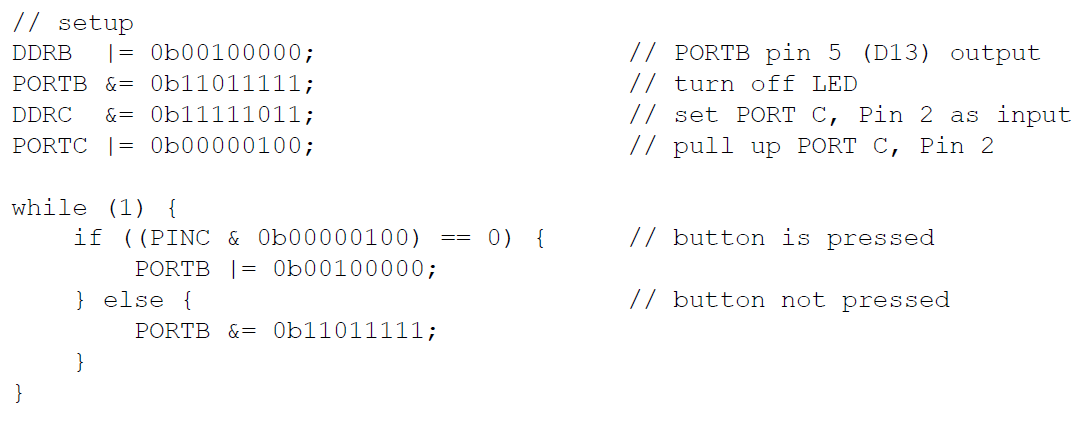 // setup
DDRB  |= 0b00100000;                    // PORTB pin 5 (D13) output
PORTB &= 0b11011111;                    // turn off LED
DDRC  &= 0b11111011;                    // set PORT C, Pin 2 as input
PORTC |= 0b00000100;                    // pull up PORT C, Pin 2

while (1) {
    if ((PINC & 0b00000100) == 0) {     // button is pressed
        PORTB |= 0b00100000;
    } else {                            // button not pressed
        PORTB &= 0b11011111;
    }
}